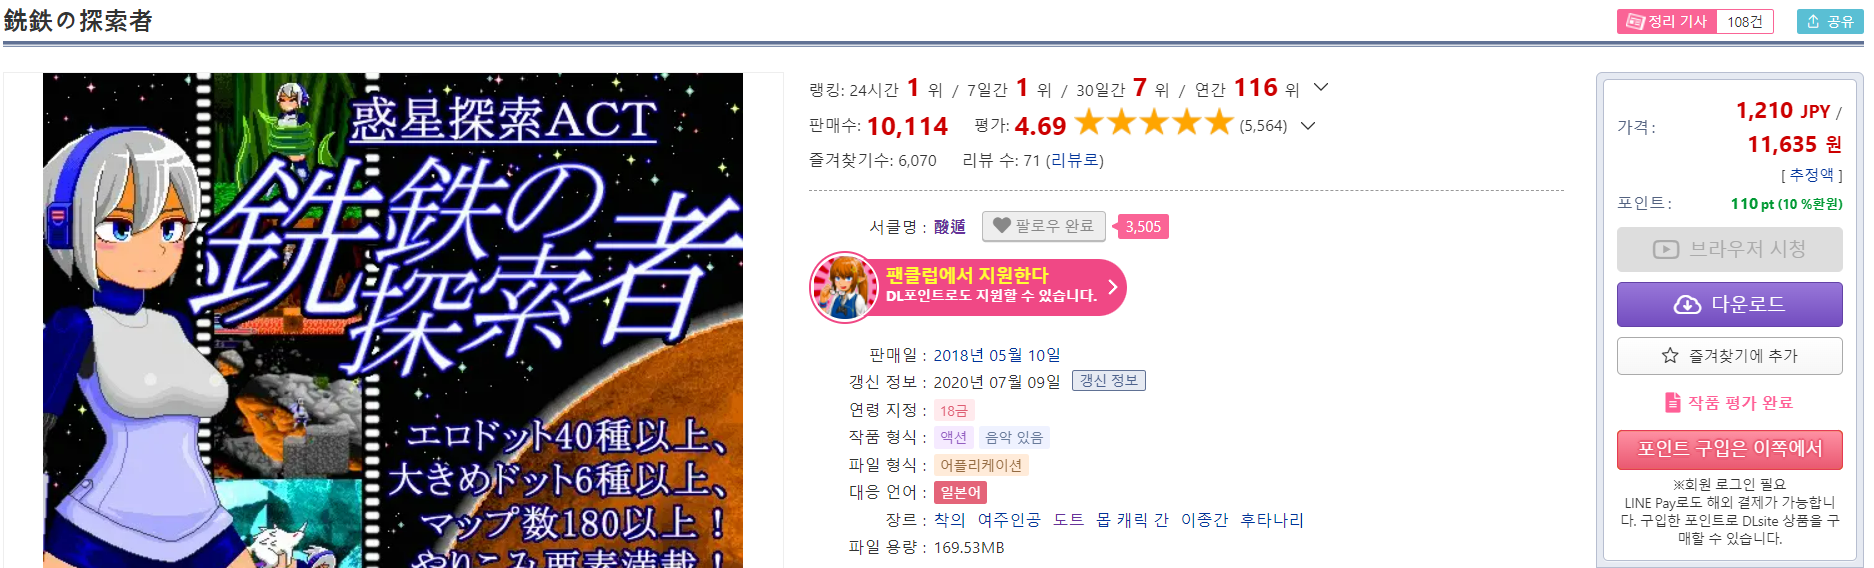 銑鉄の探索者
정리 기사 108건
공유
惑星探索ACT
銑鉄の
探索者
エロドット40種以上、
大きめドット6種以上、
マップ数180以上！
やりこみ要素満載！
랭킹: 24시간 1 위 / 7일간 1 위 / 30일간 7 위 / 연간 116 위
판매수: 10,114 평가: 4.69 ★★★★★ (5,564)
즐겨찾기수: 6,070 리뷰 수: 71 (리뷰로)
서클명 : 酸遁 팔로우 완료 3,505
팬클럽에서 지원한다
DL포인트로도 지원할 수 있습니다.
판매일 : 2018년 05월 10일
갱신 정보 : 2020년 07월 09일 갱신 정보
연령 지정 : 18금
작품 형식 : 액션 음악 있음
파일 형식 : 어플리케이션
대응 언어 : 일본어
장르 : 착의 여주인공 도트 몹 캐릭 간 이종간 후타나리
파일 용량 : 169.53MB
가격 : 1,210 JPY /
11,635 원
[ 추정액 ]
포인트 : 110 pt (10 %환원)
브라우저 시청
다운로드
즐겨찾기에 추가
작품 평가 완료
포인트 구입은 이쪽에서
※회원 로그인 필요
LINE Pay로도 해외 결제가 가능합니
다. 구입한 포인트로 DLsite 상품을 구
매할 수 있습니다.